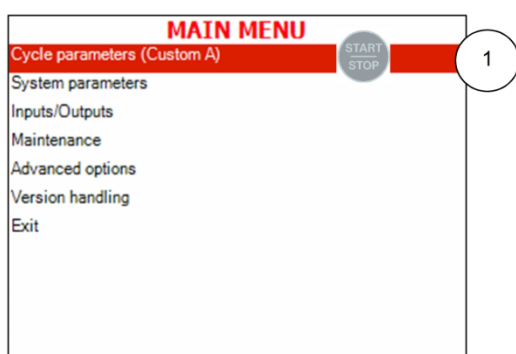 MAIN MENU
Cycle parameters (Custom A)
START
STOP
1
System parameters
Inputs/Outputs
Maintenance
Advanced options
Version handling
Exit